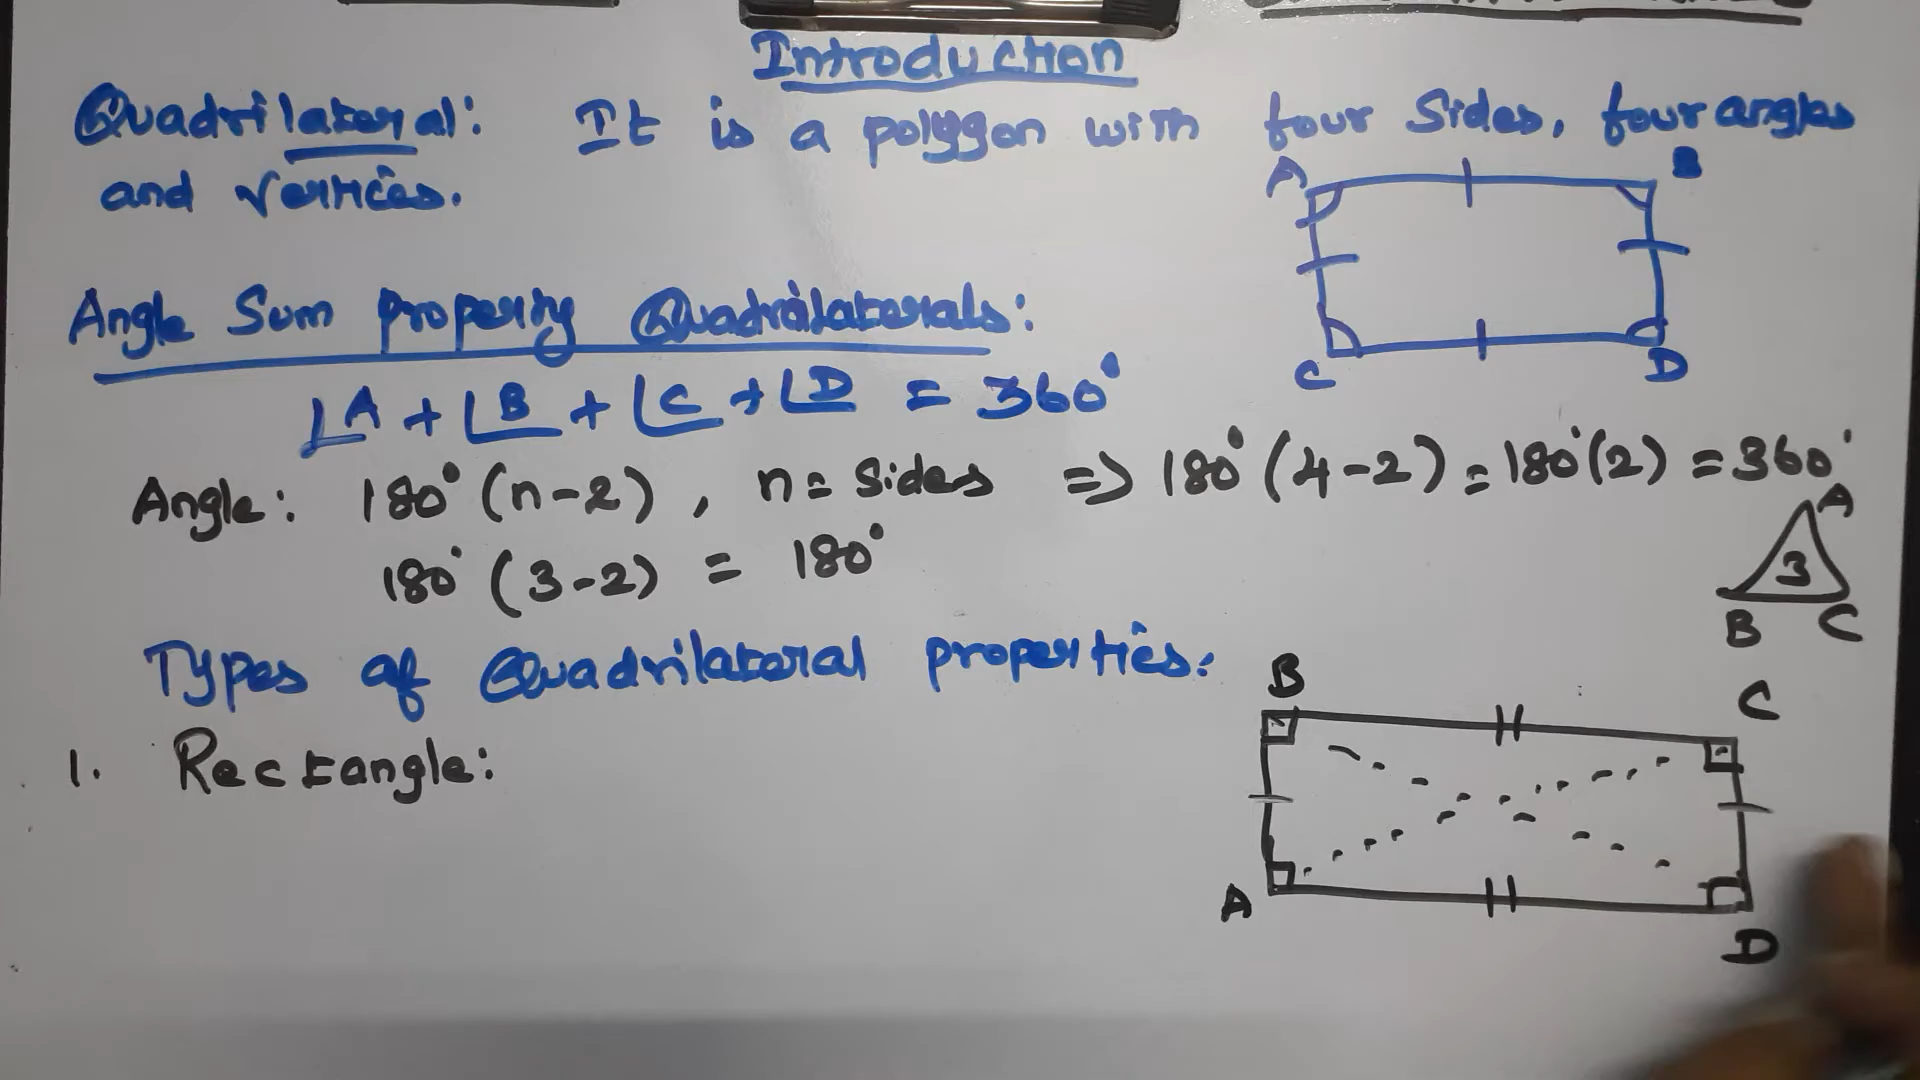 Introduction
Quadrilateral: It is a polygon with four Sides, four angles
and vertices.
A B
C D
Angle Sum property Quadrilaterals:
∠A + ∠B + ∠C + ∠D = 360°
Angle: 180° (n-2), n = Sides => 180° (4-2) = 180° (2) = 360°
180° (3-2) = 180°
A
3
B C
Types of Quadrilateral properties:
1. Rectangle:
B C
A D